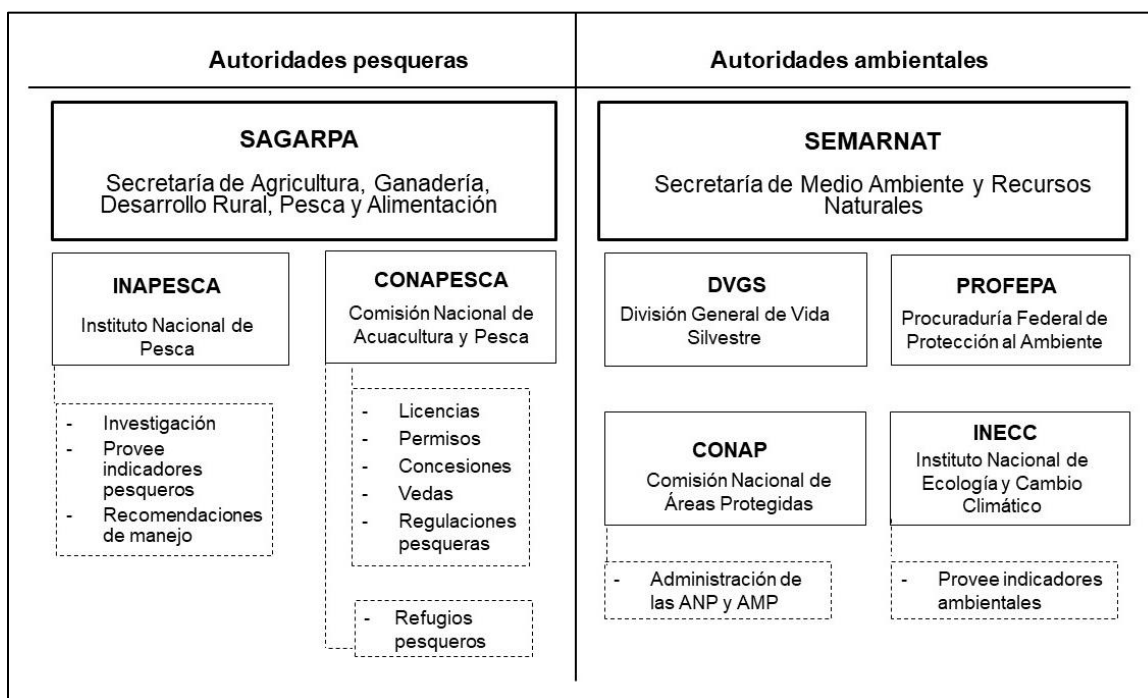 Autoridades pesqueras
Autoridades ambientales
SAGARPA
Secretaría de Agricultura, Ganadería,
Desarrollo Rural, Pesca y Alimentación
SEMARNAT
Secretaría de Medio Ambiente y Recursos
Naturales
INAPESCA
Instituto Nacional de
Pesca
CONAPESCA
Comisión Nacional de
Acuacultura y Pesca
DVGS
División General de Vida
Silvestre
PROFEPA
Procuraduría Federal de
Protección al Ambiente
- Investigación
- Provee
indicadores
pesqueros
- Recomendaciones
de manejo
- Licencias
- Permisos
- Concesiones
- Vedas
- Regulaciones
pesqueras
- Refugios
pesqueros
CONAP
Comisión Nacional de
Áreas Protegidas
INECC
Instituto Nacional de
Ecología y Cambio
Climático
- Administración de
las ANP y AMP
- Provee indicadores
ambientales